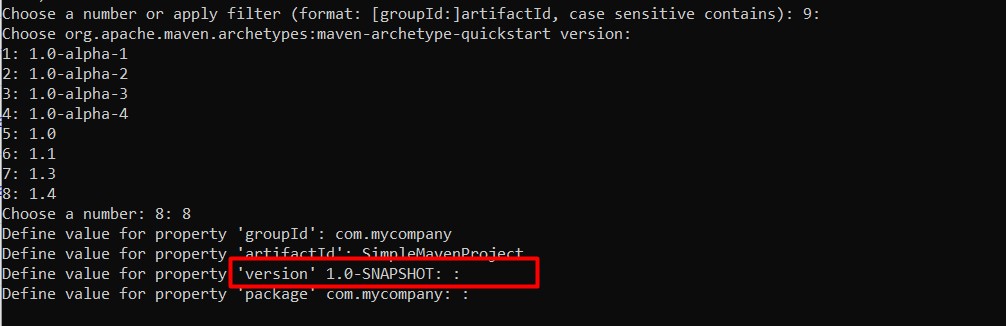 Choose a number or apply filter (format: [groupId:]artifactId, case sensitive contains): 9:
Choose org.apache.maven.archetypes:maven-archetype-quickstart version:
1: 1.0-alpha-1
2: 1.0-alpha-2
3: 1.0-alpha-3
4: 1.0-alpha-4
5: 1.0
6: 1.1
7: 1.3
8: 1.4
Choose a number: 8: 8
Define value for property 'groupId': com.mycompany
Define value for property 'artifactId': SimpleMavenProject
Define value for property 'version' 1.0-SNAPSHOT: :
Define value for property 'package' com.mycompany: :